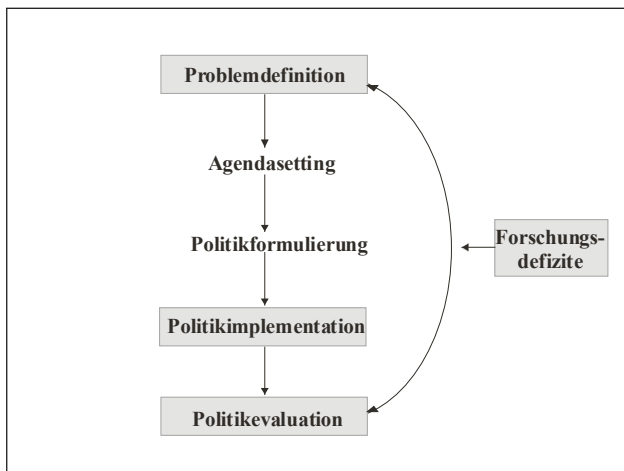 Problemdefinition
Agendasetting
Politikformulierung
Forschungs-
defizite
Politikimplementation
Politikevaluation